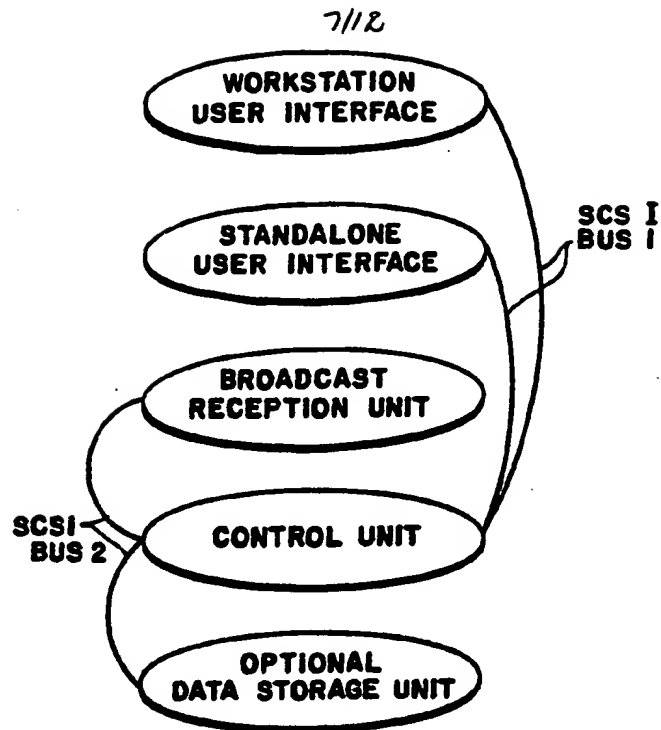 7/12
WORKSTATION
USER INTERFACE
STANDALONE
USER INTERFACE
SCS I
BUS 1
BROADCAST
RECEPTION UNIT
SCSI
BUS 2
CONTROL UNIT
OPTIONAL
DATA STORAGE UNIT